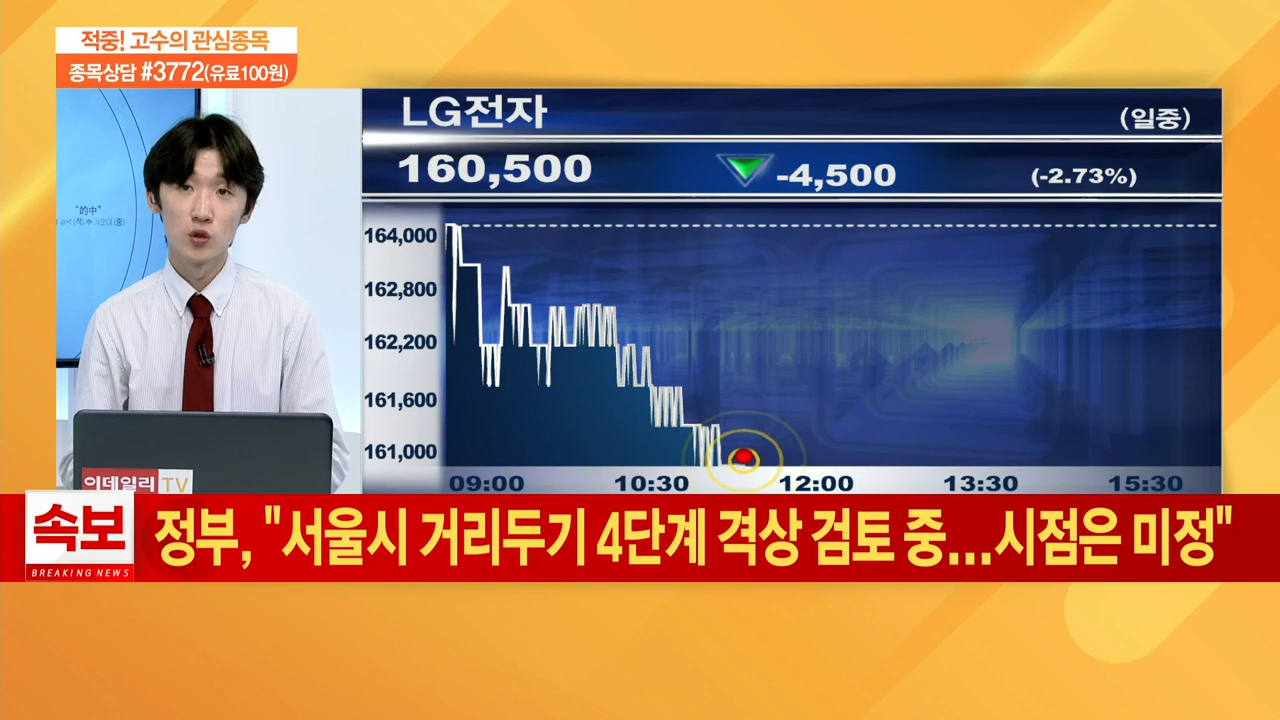 적중! 고수의 관심종목
종목상담 #3772(유료100원)
"的中"
LG전자
(일중)
160,500
-4,500
(-2.73%)
164,000
162,800
162,200
161,600
161,000
09:00
10:30
12:00
13:30
15:30
이데일리 TV
속보
BREAKING NEWS
정부, "서울시 거리두기 4단계 격상 검토 중...시점은 미정"